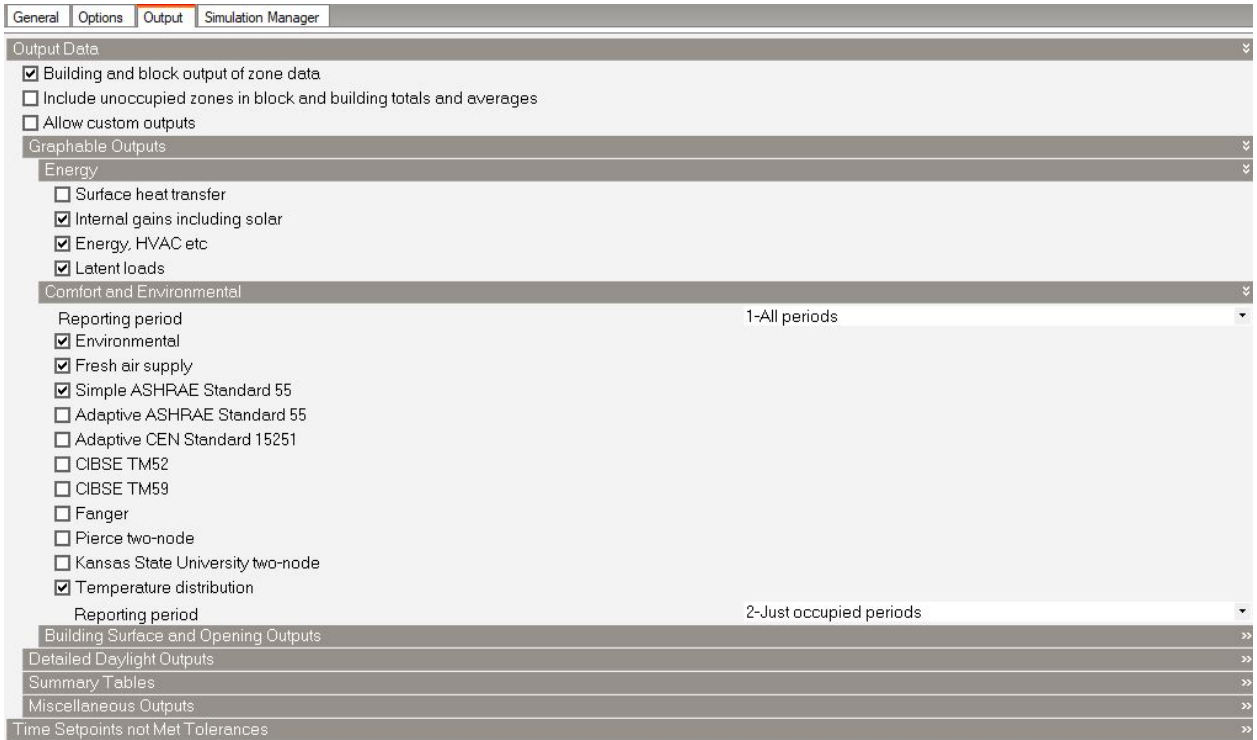 General Options Output Simulation Manager
Output Data
Building and block output of zone data
Include unoccupied zones in block and building totals and averages
Allow custom outputs
Graphable Outputs
Energy
Surface heat transfer
Internal gains including solar
Energy, HVAC etc
Latent loads
Comfort and Environmental
Reporting period 1-All periods
Environmental
Fresh air supply
Simple ASHRAE Standard 55
Adaptive ASHRAE Standard 55
Adaptive CEN Standard 15251
CIBSE TM52
CIBSE TM59
Fanger
Pierce two-node
Kansas State University two-node
Temperature distribution
Reporting period 2-Just occupied periods
Building Surface and Opening Outputs
Detailed Daylight Outputs
Summary Tables
Miscellaneous Outputs
Time Setpoints not Met Tolerances